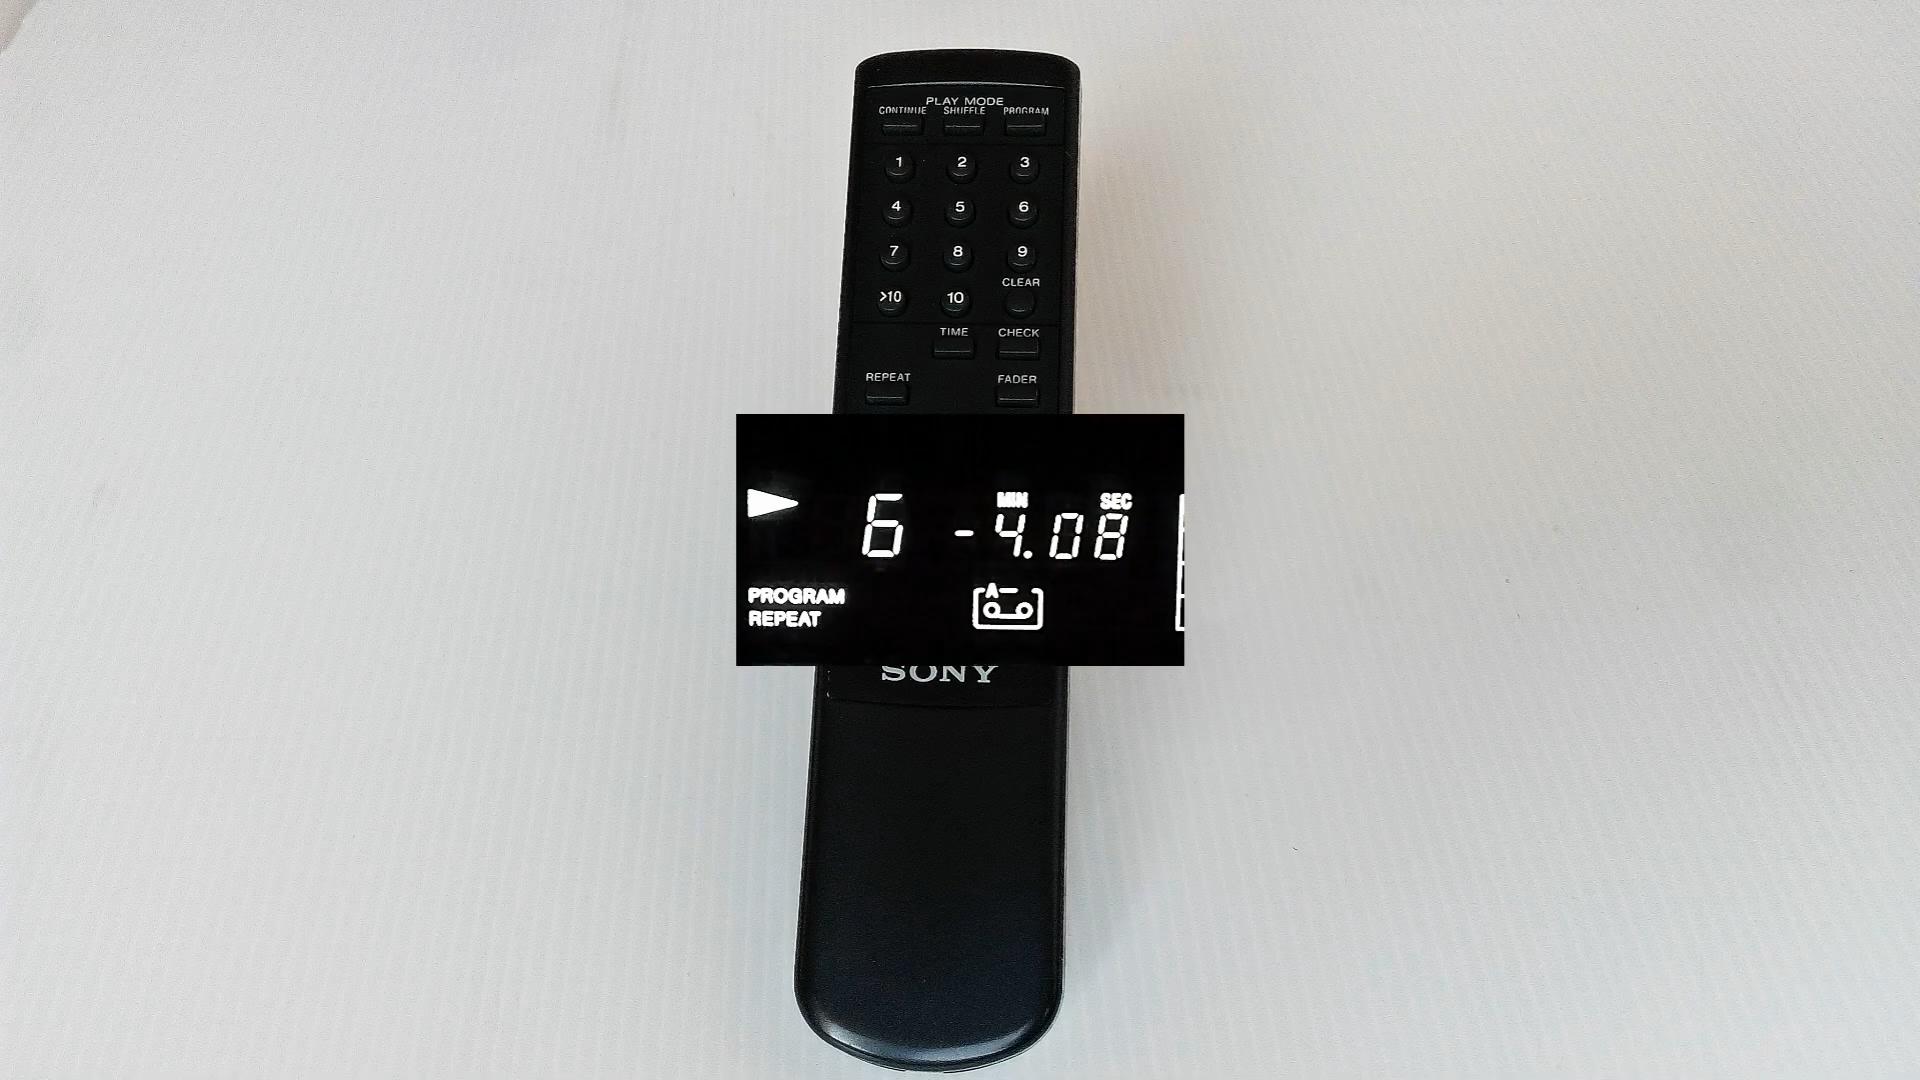 PLAY MODE
CONTINUE SHUFFLE PROGRAM
1 2 3
4 5 6
7 8 9
CLEAR
>10 10
TIME CHECK
REPEAT FADER
MIN SEC
6 -4.08
A
PROGRAM
REPEAT
SONY